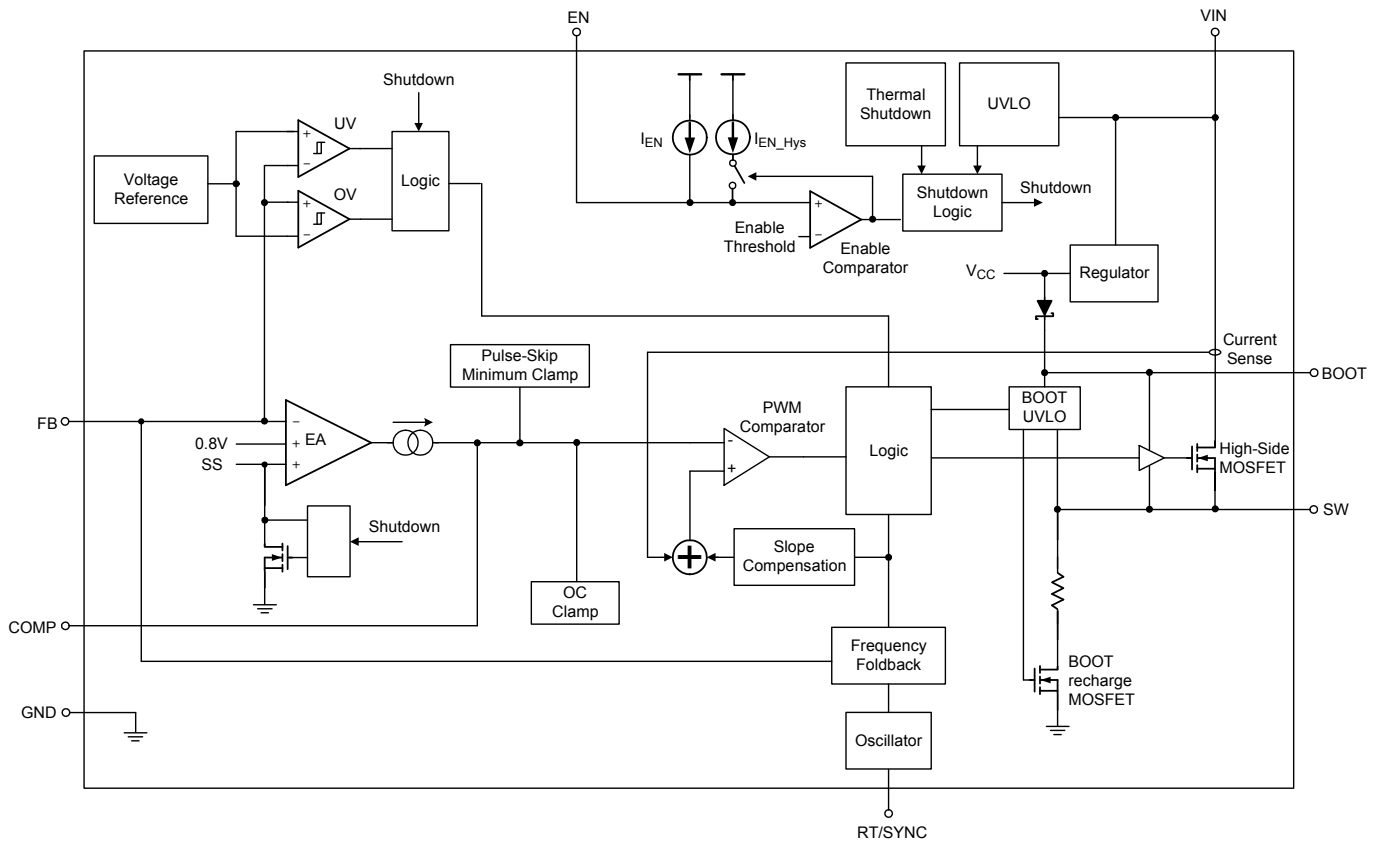 EN
VIN
Shutdown
UV
OV
+
−
+
−
Voltage
Reference
Logic
I_EN
I_EN_Hys
Thermal
Shutdown
UVLO
Shutdown
Logic
Shutdown
+
−
Enable
Threshold
Enable
Comparator
V_CC
Regulator
Current
Sense
BOOT
BOOT
UVLO
Pulse-Skip
Minimum Clamp
FB
0.8V
SS
−
+
+
EA
PWM
Comparator
-
+
Logic
High-Side
MOSFET
SW
Shutdown
Slope
Compensation
+
OC
Clamp
COMP
Frequency
Foldback
BOOT
recharge
MOSFET
GND
Oscillator
RT/SYNC